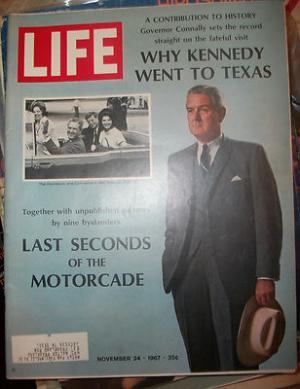 A CONTRIBUTION TO HISTORY
Governor Connally sets the record
straight on the fateful visit
LIFE
WHY KENNEDY
WENT TO TEXAS
Together with unpublished pictures
by nine bystanders
LAST SECONDS
OF THE
MOTORCADE
NOVEMBER 24 · 1967 · 35¢